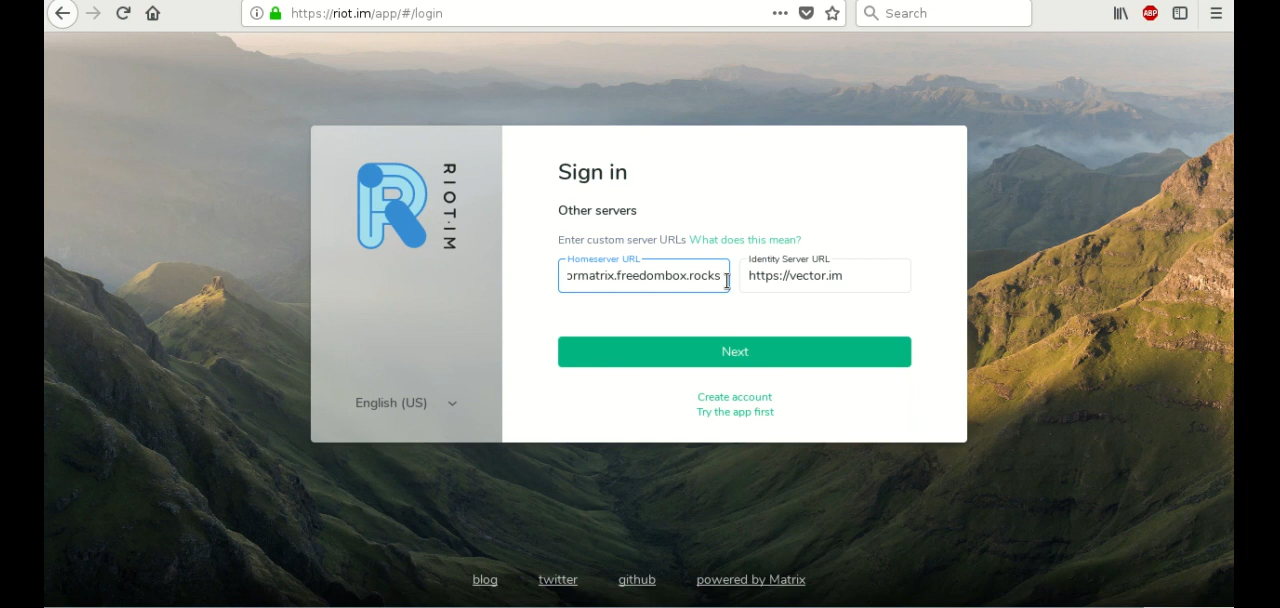 https://riot.im/app/#/login
Search
ABP
RIOT.IM
Sign in
Other servers
Enter custom server URLs What does this mean?
Homeserver URL
Identity Server URL
ormatrix.freedombox.rocks
https://vector.im
Next
Create account
Try the app first
English (US)
blog
twitter
github
powered by Matrix